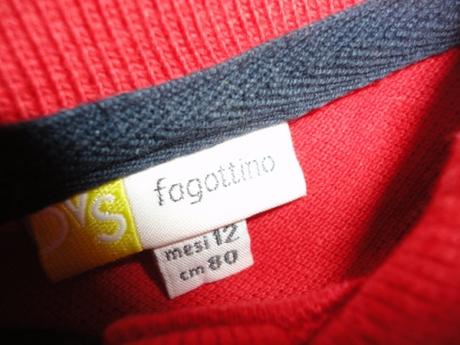 OVS fagottino
mesi 12
cm 80